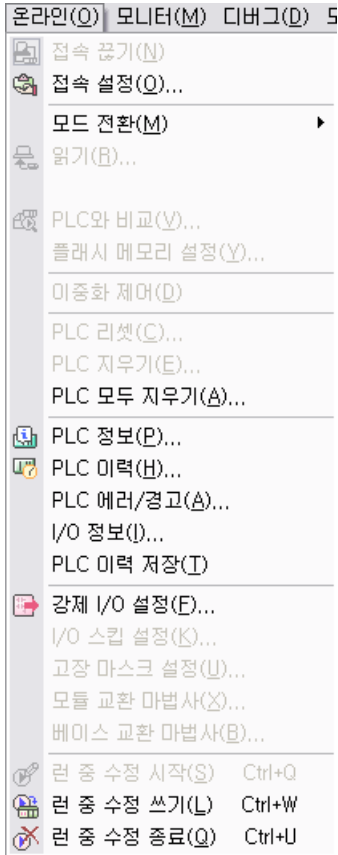 온라인(O) 모니터(M) 디버그(D)
접속 끊기(N)
접속 설정(O)...
모드 전환(M)
읽기(R)...
PLC와 비교(V)...
플래시 메모리 설정(Y)...
이중화 제어(D)
PLC 리셋(C)...
PLC 지우기(E)...
PLC 모두 지우기(A)...
PLC 정보(P)...
PLC 이력(H)...
PLC 에러/경고(A)...
I/O 정보(I)...
PLC 이력 저장(T)
강제 I/O 설정(F)...
I/O 스킵 설정(K)...
고장 마스크 설정(U)...
모듈 교환 마법사(X)...
베이스 교환 마법사(B)...
런 중 수정 시작(S) Ctrl+Q
런 중 수정 쓰기(L) Ctrl+W
런 중 수정 종료(Q) Ctrl+U